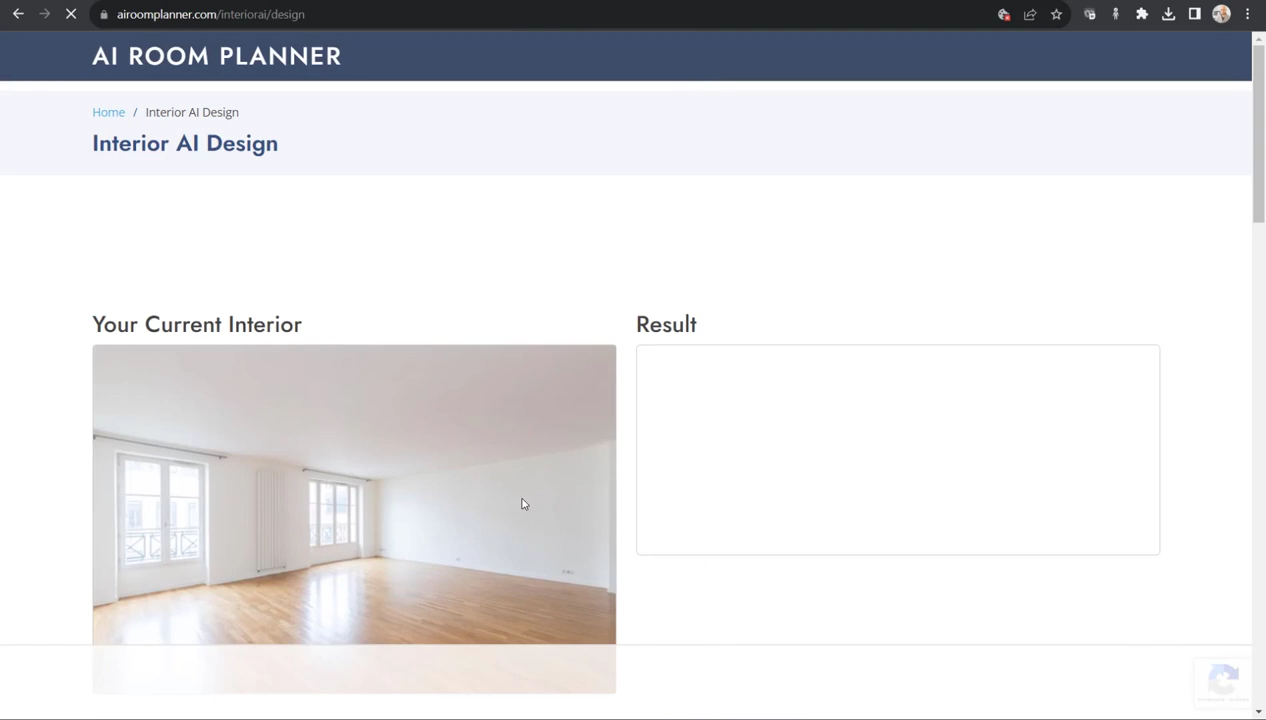 airoomplanner.com/interiorai/design
AI ROOM PLANNER
Home / Interior AI Design
Interior AI Design
Your Current Interior
Result